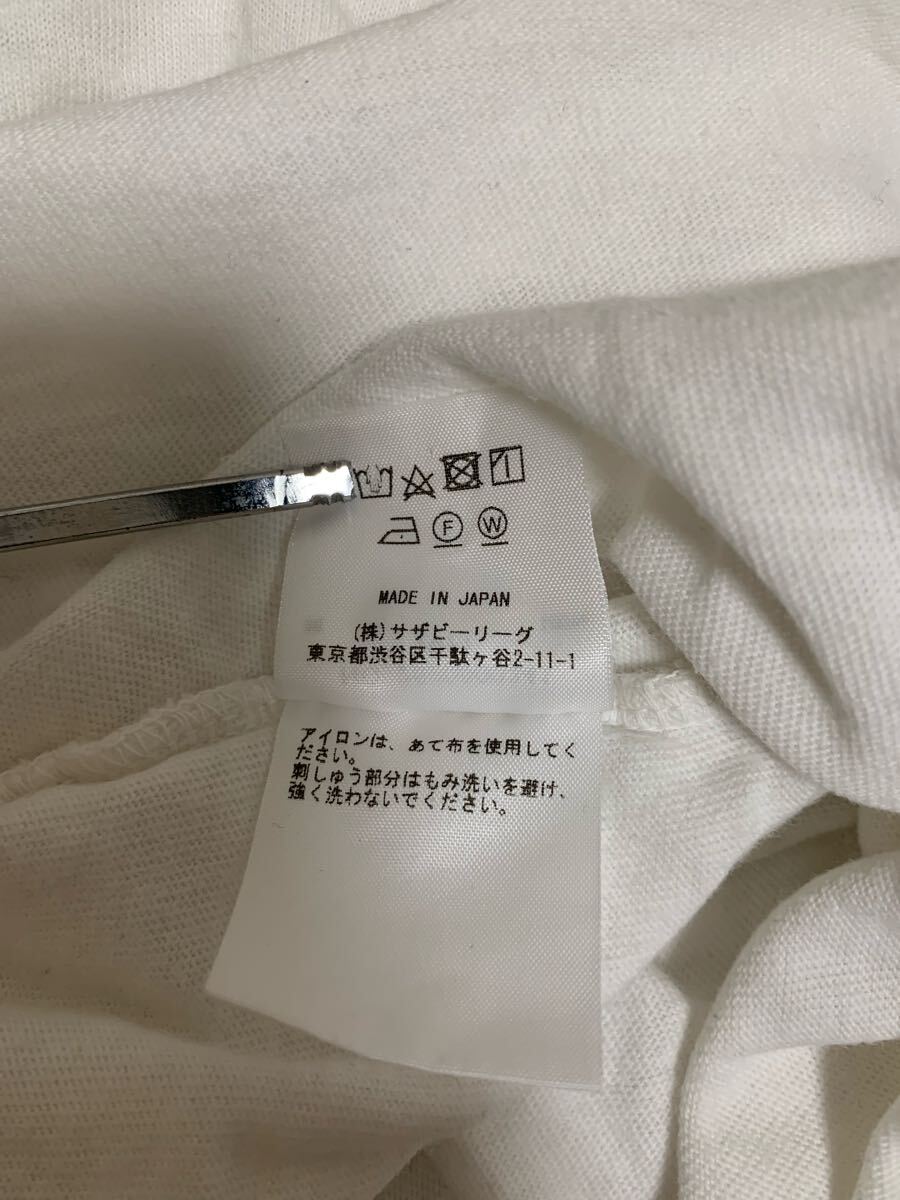 F W
MADE IN JAPAN
(株)サザビーリーグ
東京都渋谷区千駄ヶ谷2-11-1
アイロンは、あて布を使用してく
ださい。
刺しゅう部分はもみ洗いを避け、
強く洗わないでください。